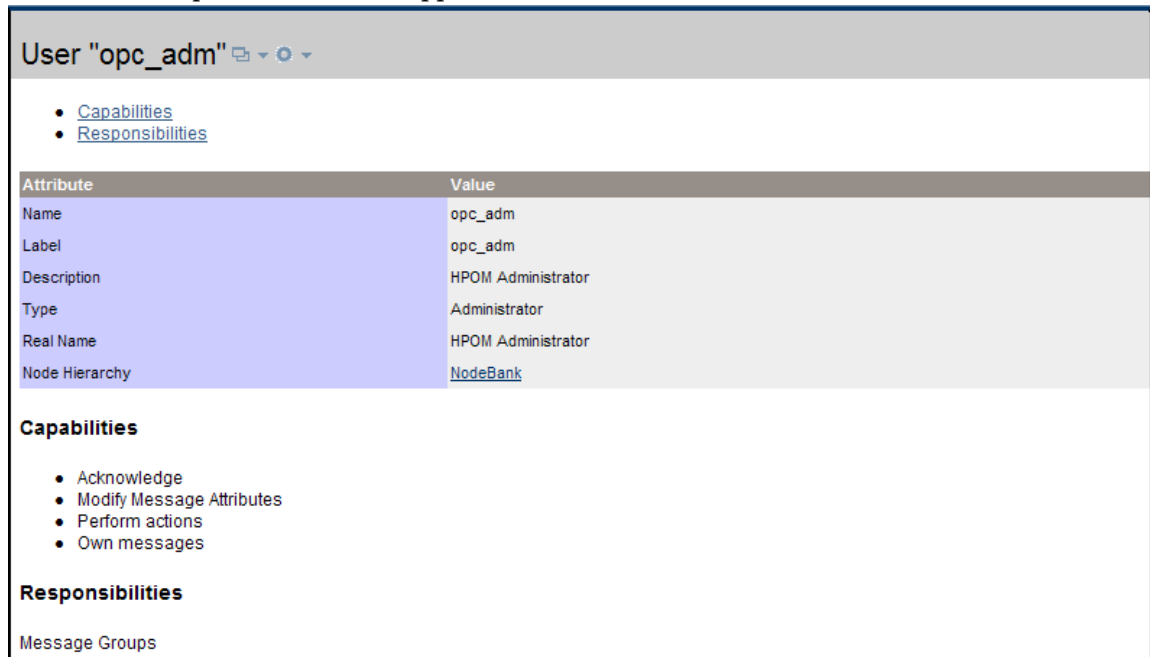 User "opc_adm"
Capabilities
Responsibilities
Attribute Value
Name opc_adm
Label opc_adm
Description HPOM Administrator
Type Administrator
Real Name HPOM Administrator
Node Hierarchy NodeBank
Capabilities
Acknowledge
Modify Message Attributes
Perform actions
Own messages
Responsibilities
Message Groups